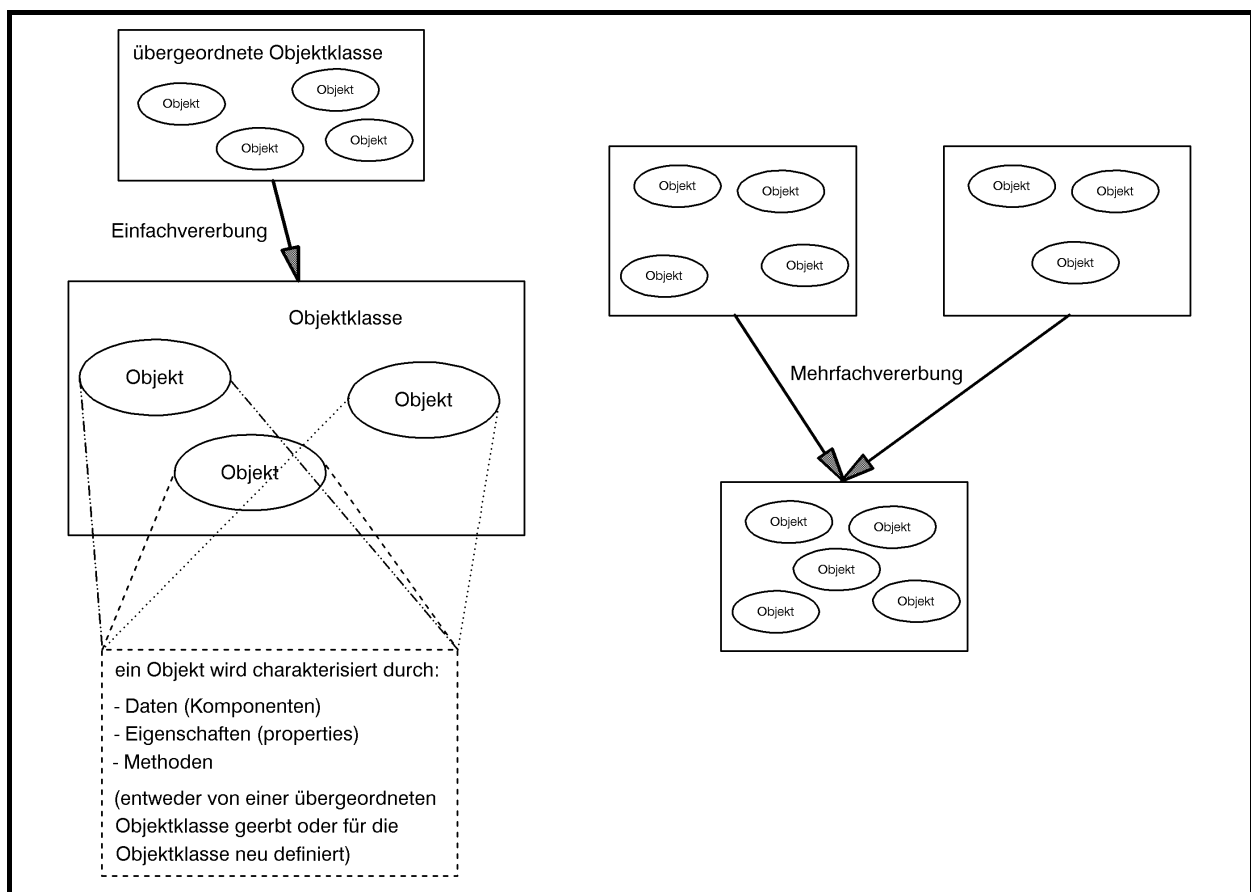 übergeordnete Objektklasse
Objekt
Objekt
Objekt
Objekt
Einfachvererbung
Objektklasse
Objekt
Objekt
Objekt
ein Objekt wird charakterisiert durch:
- Daten (Komponenten)
- Eigenschaften (properties)
- Methoden
(entweder von einer übergeordneten
Objektklasse geerbt oder für die
Objektklasse neu definiert)
Objekt
Objekt
Objekt
Objekt
Objekt
Objekt
Objekt
Mehrfachvererbung
Objekt
Objekt
Objekt
Objekt
Objekt